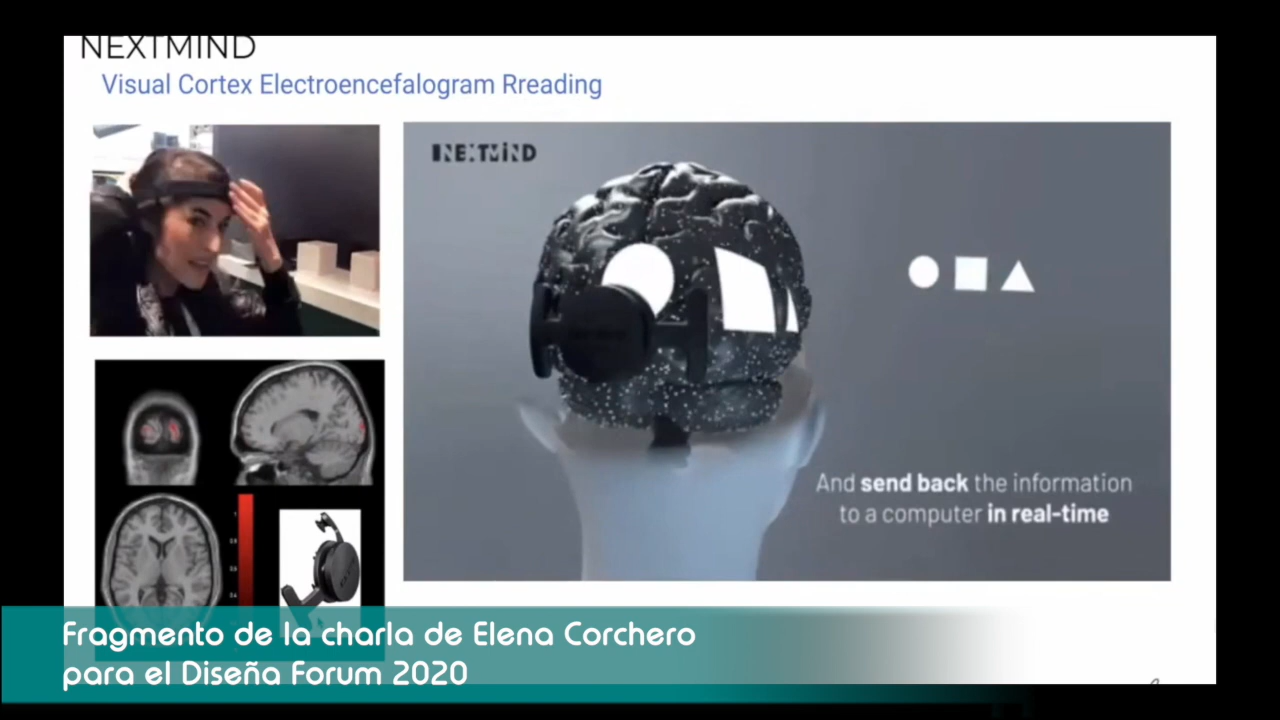 NEXTMIND
Visual Cortex Electroencefalogram Rreading
NEXTMIND
And send back the information
to a computer in real-time
Fragmento de la charla de Elena Corchero
para el Diseña Forum 2020